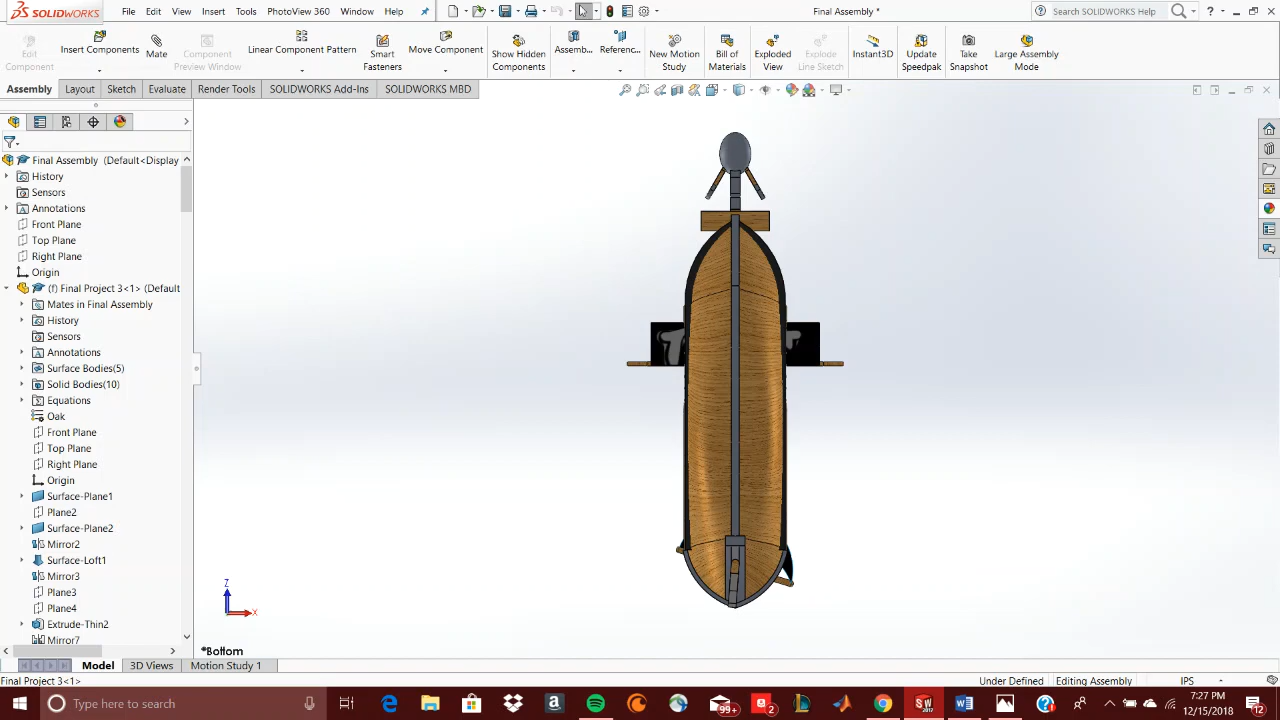 SOLIDWORKS File Edit View Insert Tools PhotoView 360 Window Help Final Assembly * Search SOLIDWORKS Help
Edit Component Insert Components Mate Component Preview Window Linear Component Pattern Smart Fasteners Move Component Show Hidden Components Assemb... Referenc... New Motion Study Bill of Materials Exploded View Explode Line Sketch Instant3D Update Speedpak Take Snapshot Large Assembly Mode
Assembly Layout Sketch Evaluate Render Tools SOLIDWORKS Add-Ins SOLIDWORKS MBD
Final Assembly (Default<Display
History
Sensors
Annotations
Front Plane
Top Plane
Right Plane
Origin
(f) Final Project 3<1> (Default
Mates in Final Assembly
History
Sensors
Annotations
Surface Bodies(5)
Solid Bodies(10)
Equations
Oak
Front Plane
Top Plane
Right Plane
Origin
Surface-Plane1
Plane2
Surface-Plane2
Mirror2
Surface-Loft1
Mirror3
Plane3
Plane4
Extrude-Thin2
Mirror7
Z
X
*Bottom
Model 3D Views Motion Study 1
Final Project 3<1> Under Defined Editing Assembly IPS
Type here to search 99+ 2 SW 2017 7:27 PM
12/15/2018 12